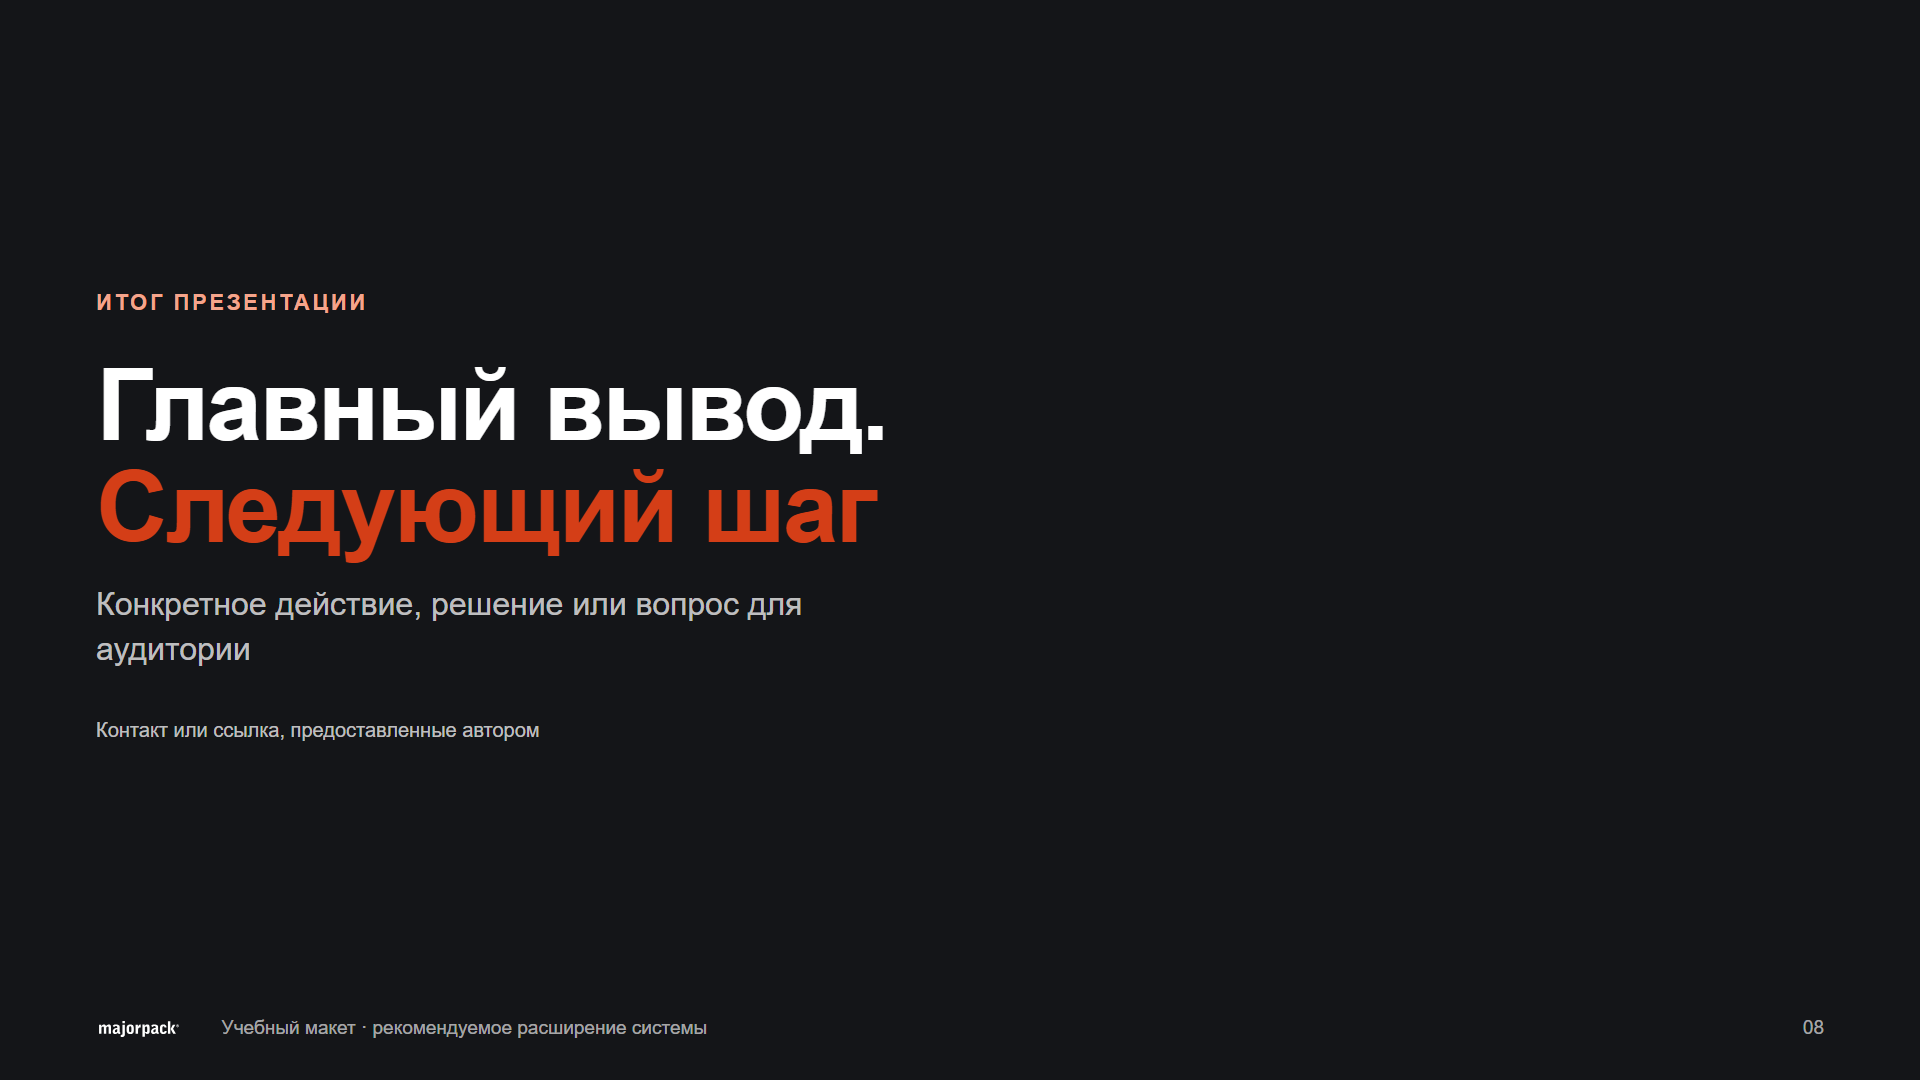 ИТОГ ПРЕЗЕНТАЦИИ
Главный вывод.
Следующий шаг
Конкретное действие, решение или вопрос для
аудитории
Контакт или ссылка, предоставленные автором
majorpack
Учебный макет · рекомендуемое расширение системы
08